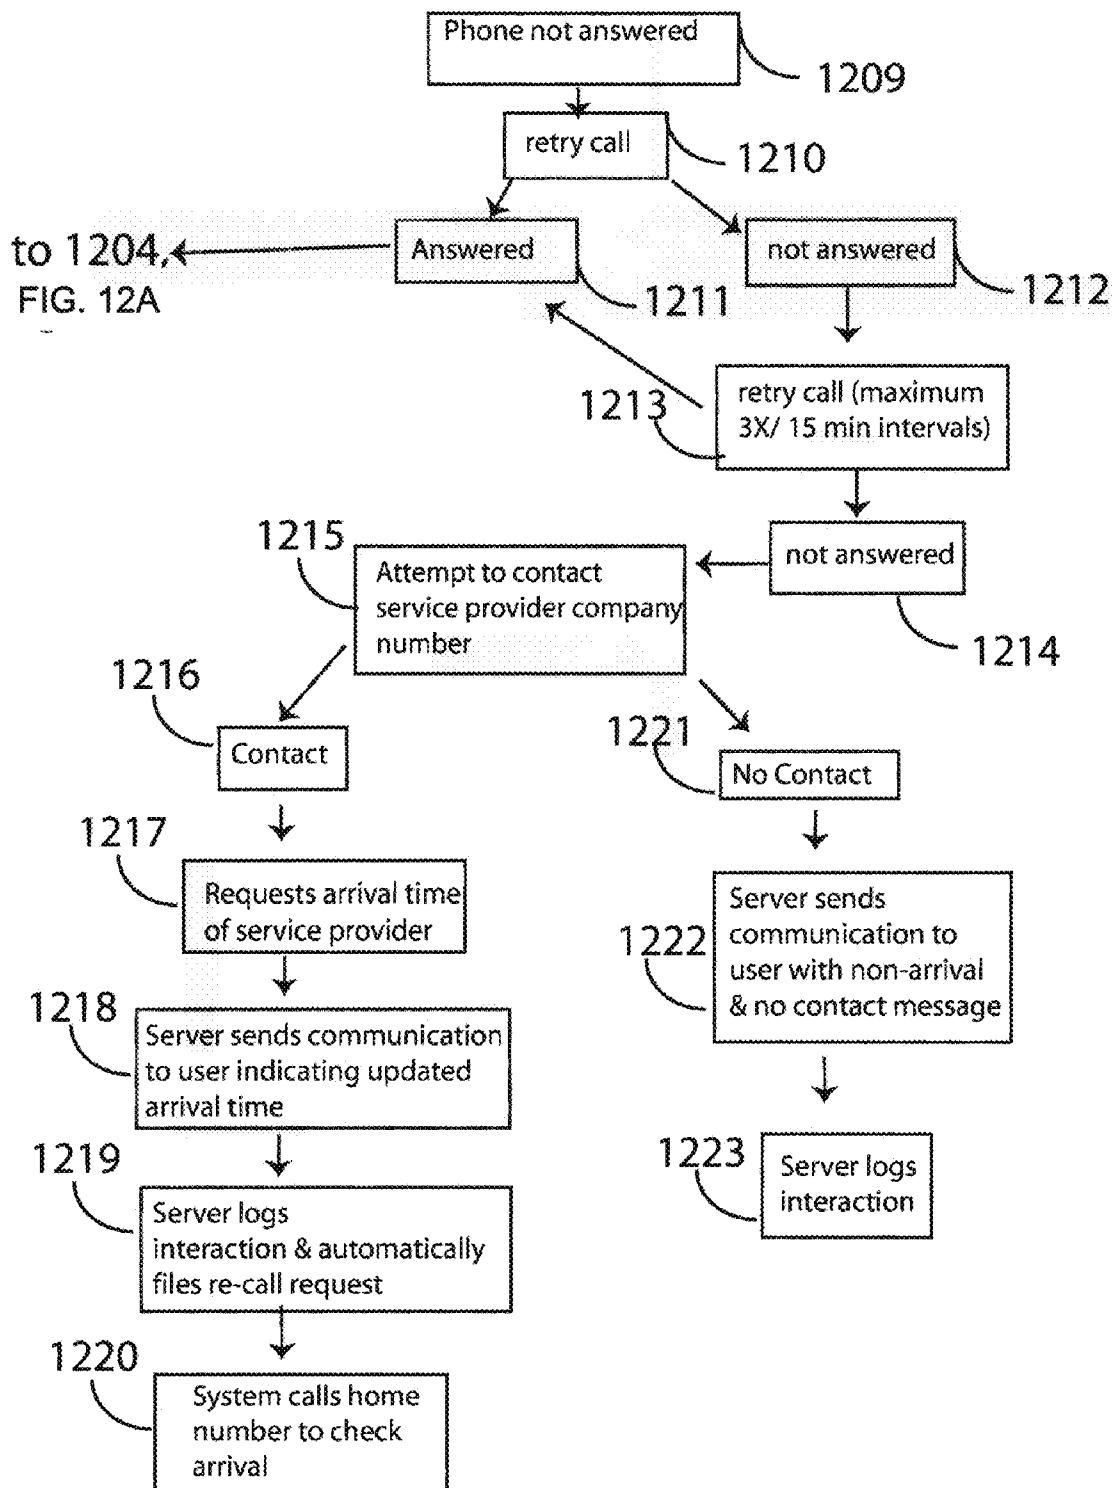 Phone not answered
1209
retry call
1210
to 1204,
FIG. 12A
Answered
1211
not answered
1212
1213
retry call (maximum
3X/ 15 min intervals)
not answered
1214
1215
Attempt to contact
service provider company
number
1216
Contact
1221
No Contact
1217
Requests arrival time
of service provider
1222
Server sends
communication to
user with non-arrival
& no contact message
1218
Server sends communication
to user indicating updated
arrival time
1219
Server logs
interaction & automatically
files re-call request
1223
Server logs
interaction
1220
System calls home
number to check
arrival